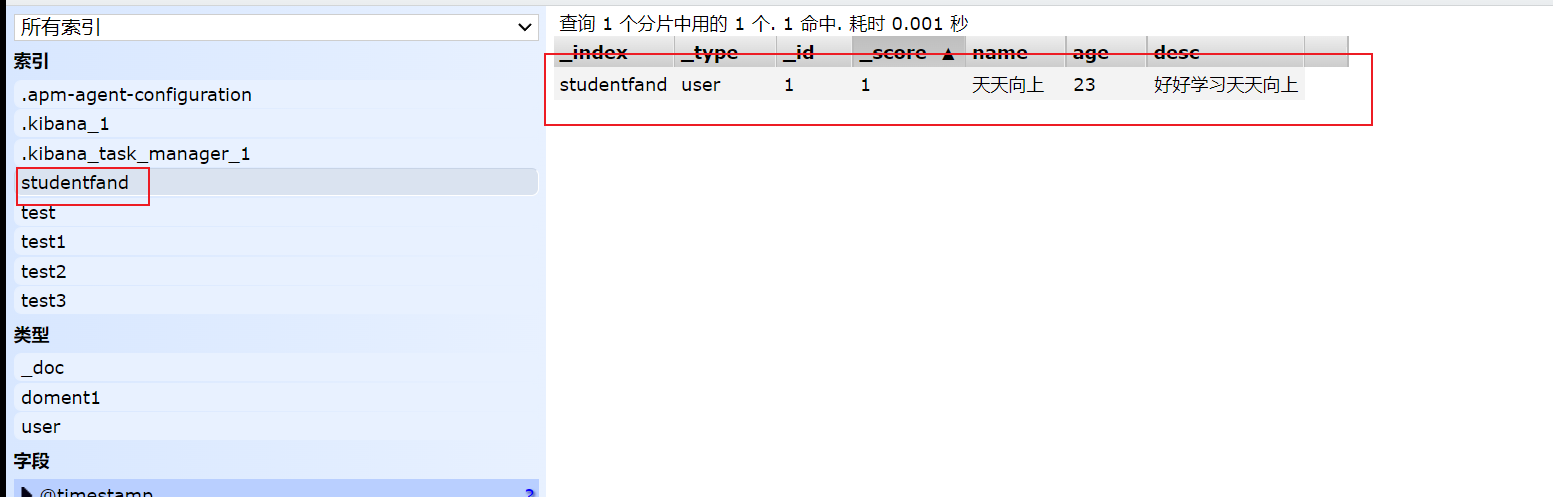 所有索引
索引
.apm-agent-configuration
.kibana_1
.kibana_task_manager_1
studentfand
test
test1
test2
test3
类型
_doc
doment1
user
字段
@timestamp ?
查询 1 个分片中用的 1 个. 1 命中. 耗时 0.001 秒
_index _type _id _score ▲ name age desc
studentfand user 1 1 天天向上 23 好好学习天天向上